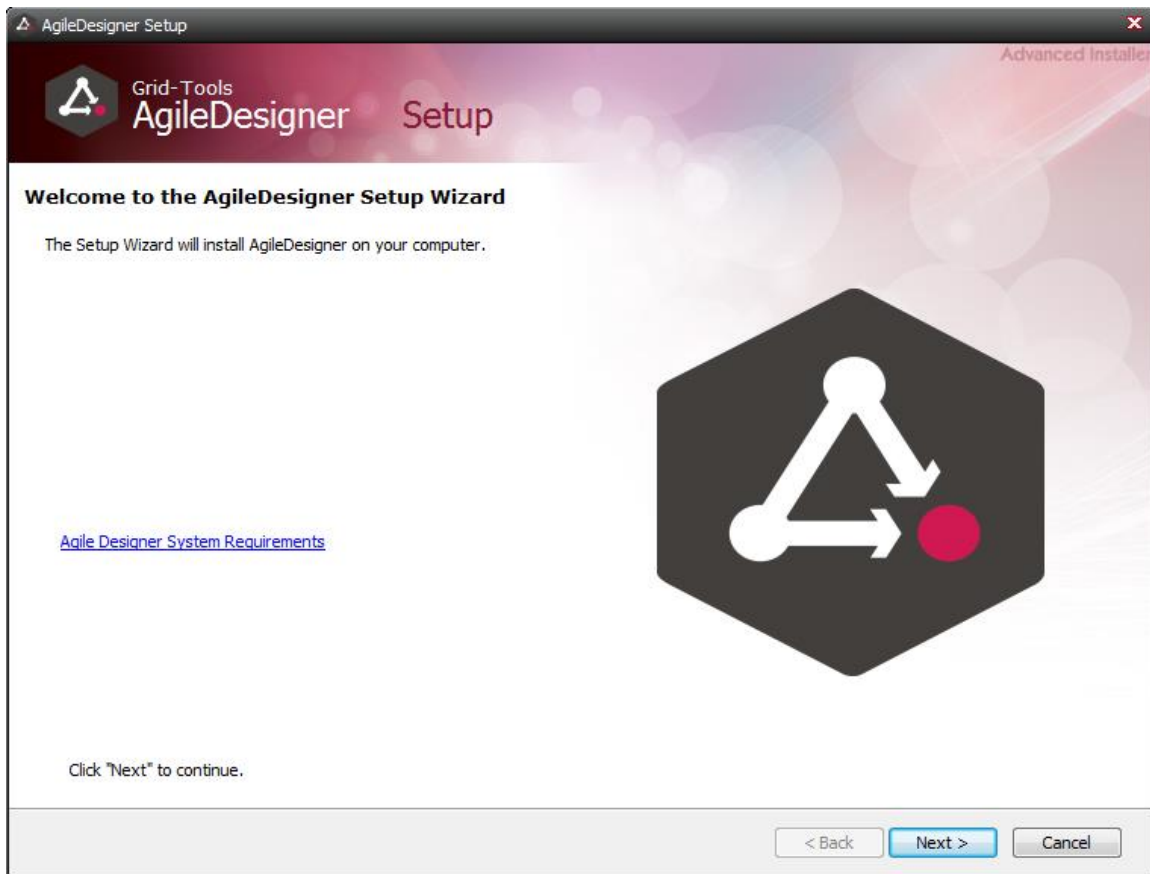 AgileDesigner Setup
Advanced Installer
Grid-Tools
AgileDesigner Setup
Welcome to the AgileDesigner Setup Wizard
The Setup Wizard will install AgileDesigner on your computer.
Agile Designer System Requirements
Click "Next" to continue.
< Back Next > Cancel